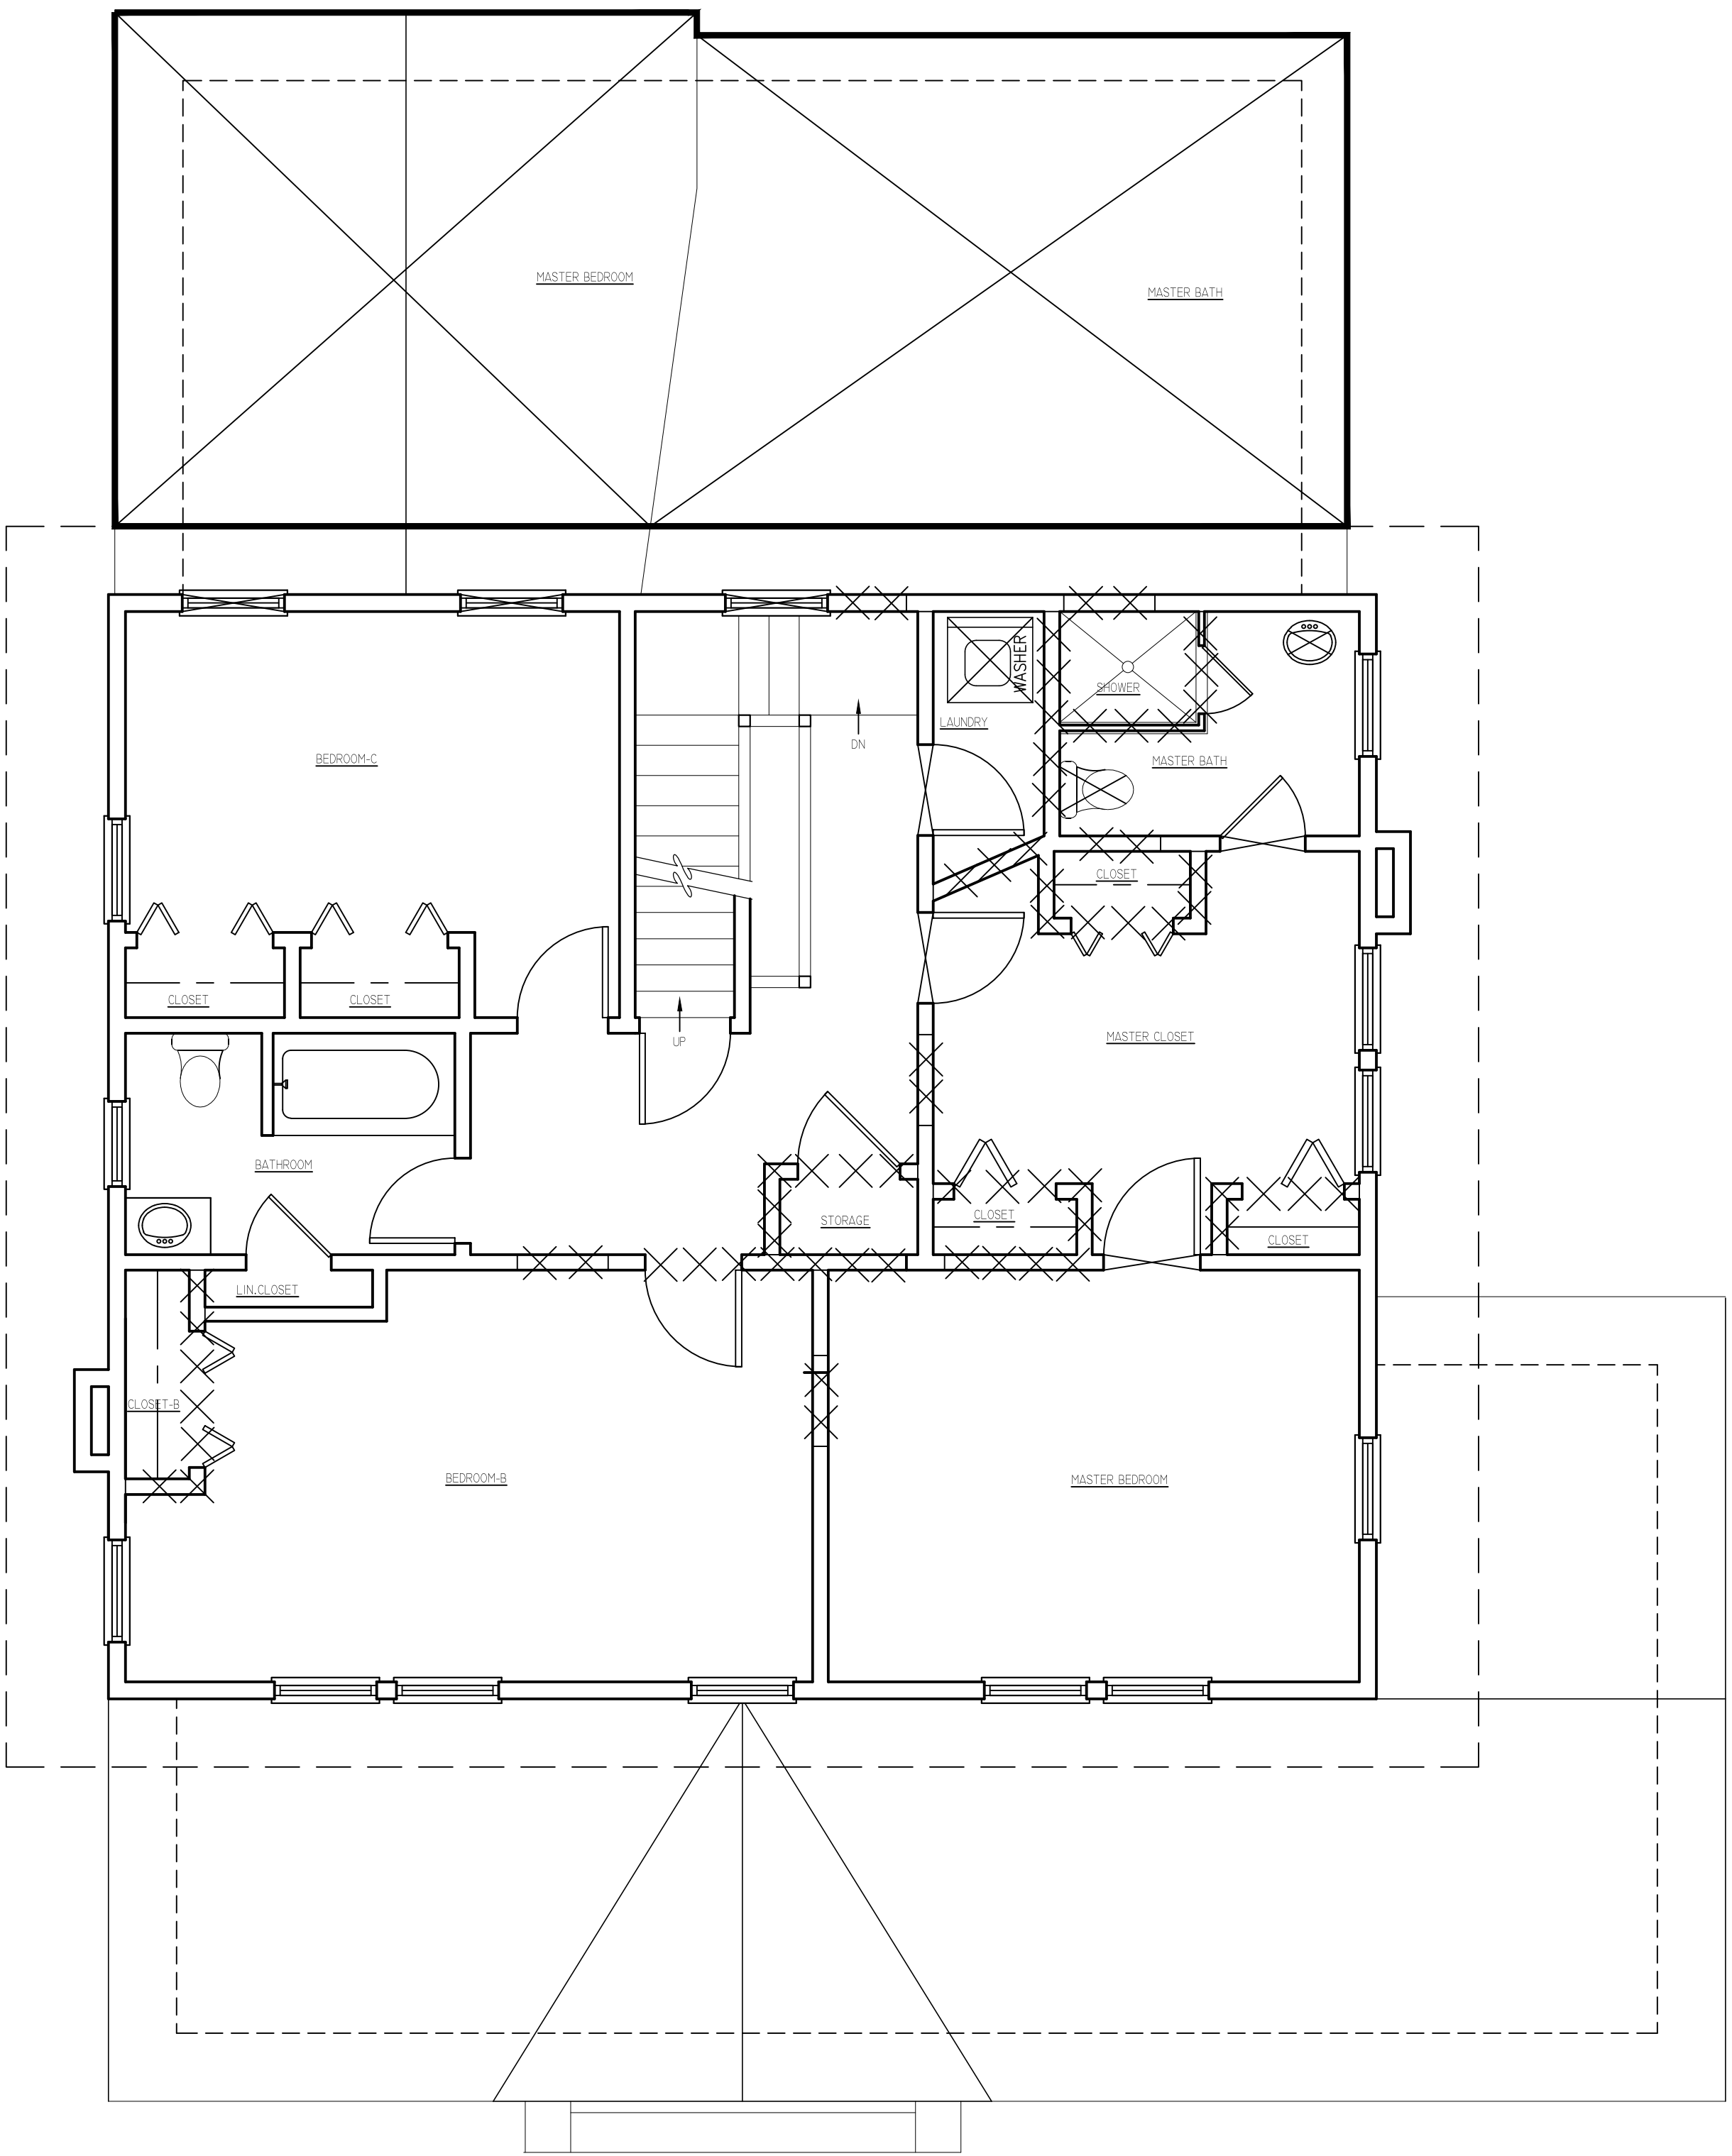 MASTER BEDROOM
MASTER BATH
WASHER
SHOWER
LAUNDRY
DN
BEDROOM-C
MASTER BATH
CLOSET
CLOSET
CLOSET
UP
MASTER CLOSET
BATHROOM
STORAGE
CLOSET
CLOSET
LIN.CLOSET
CLOSET-B
BEDROOM-B
MASTER BEDROOM